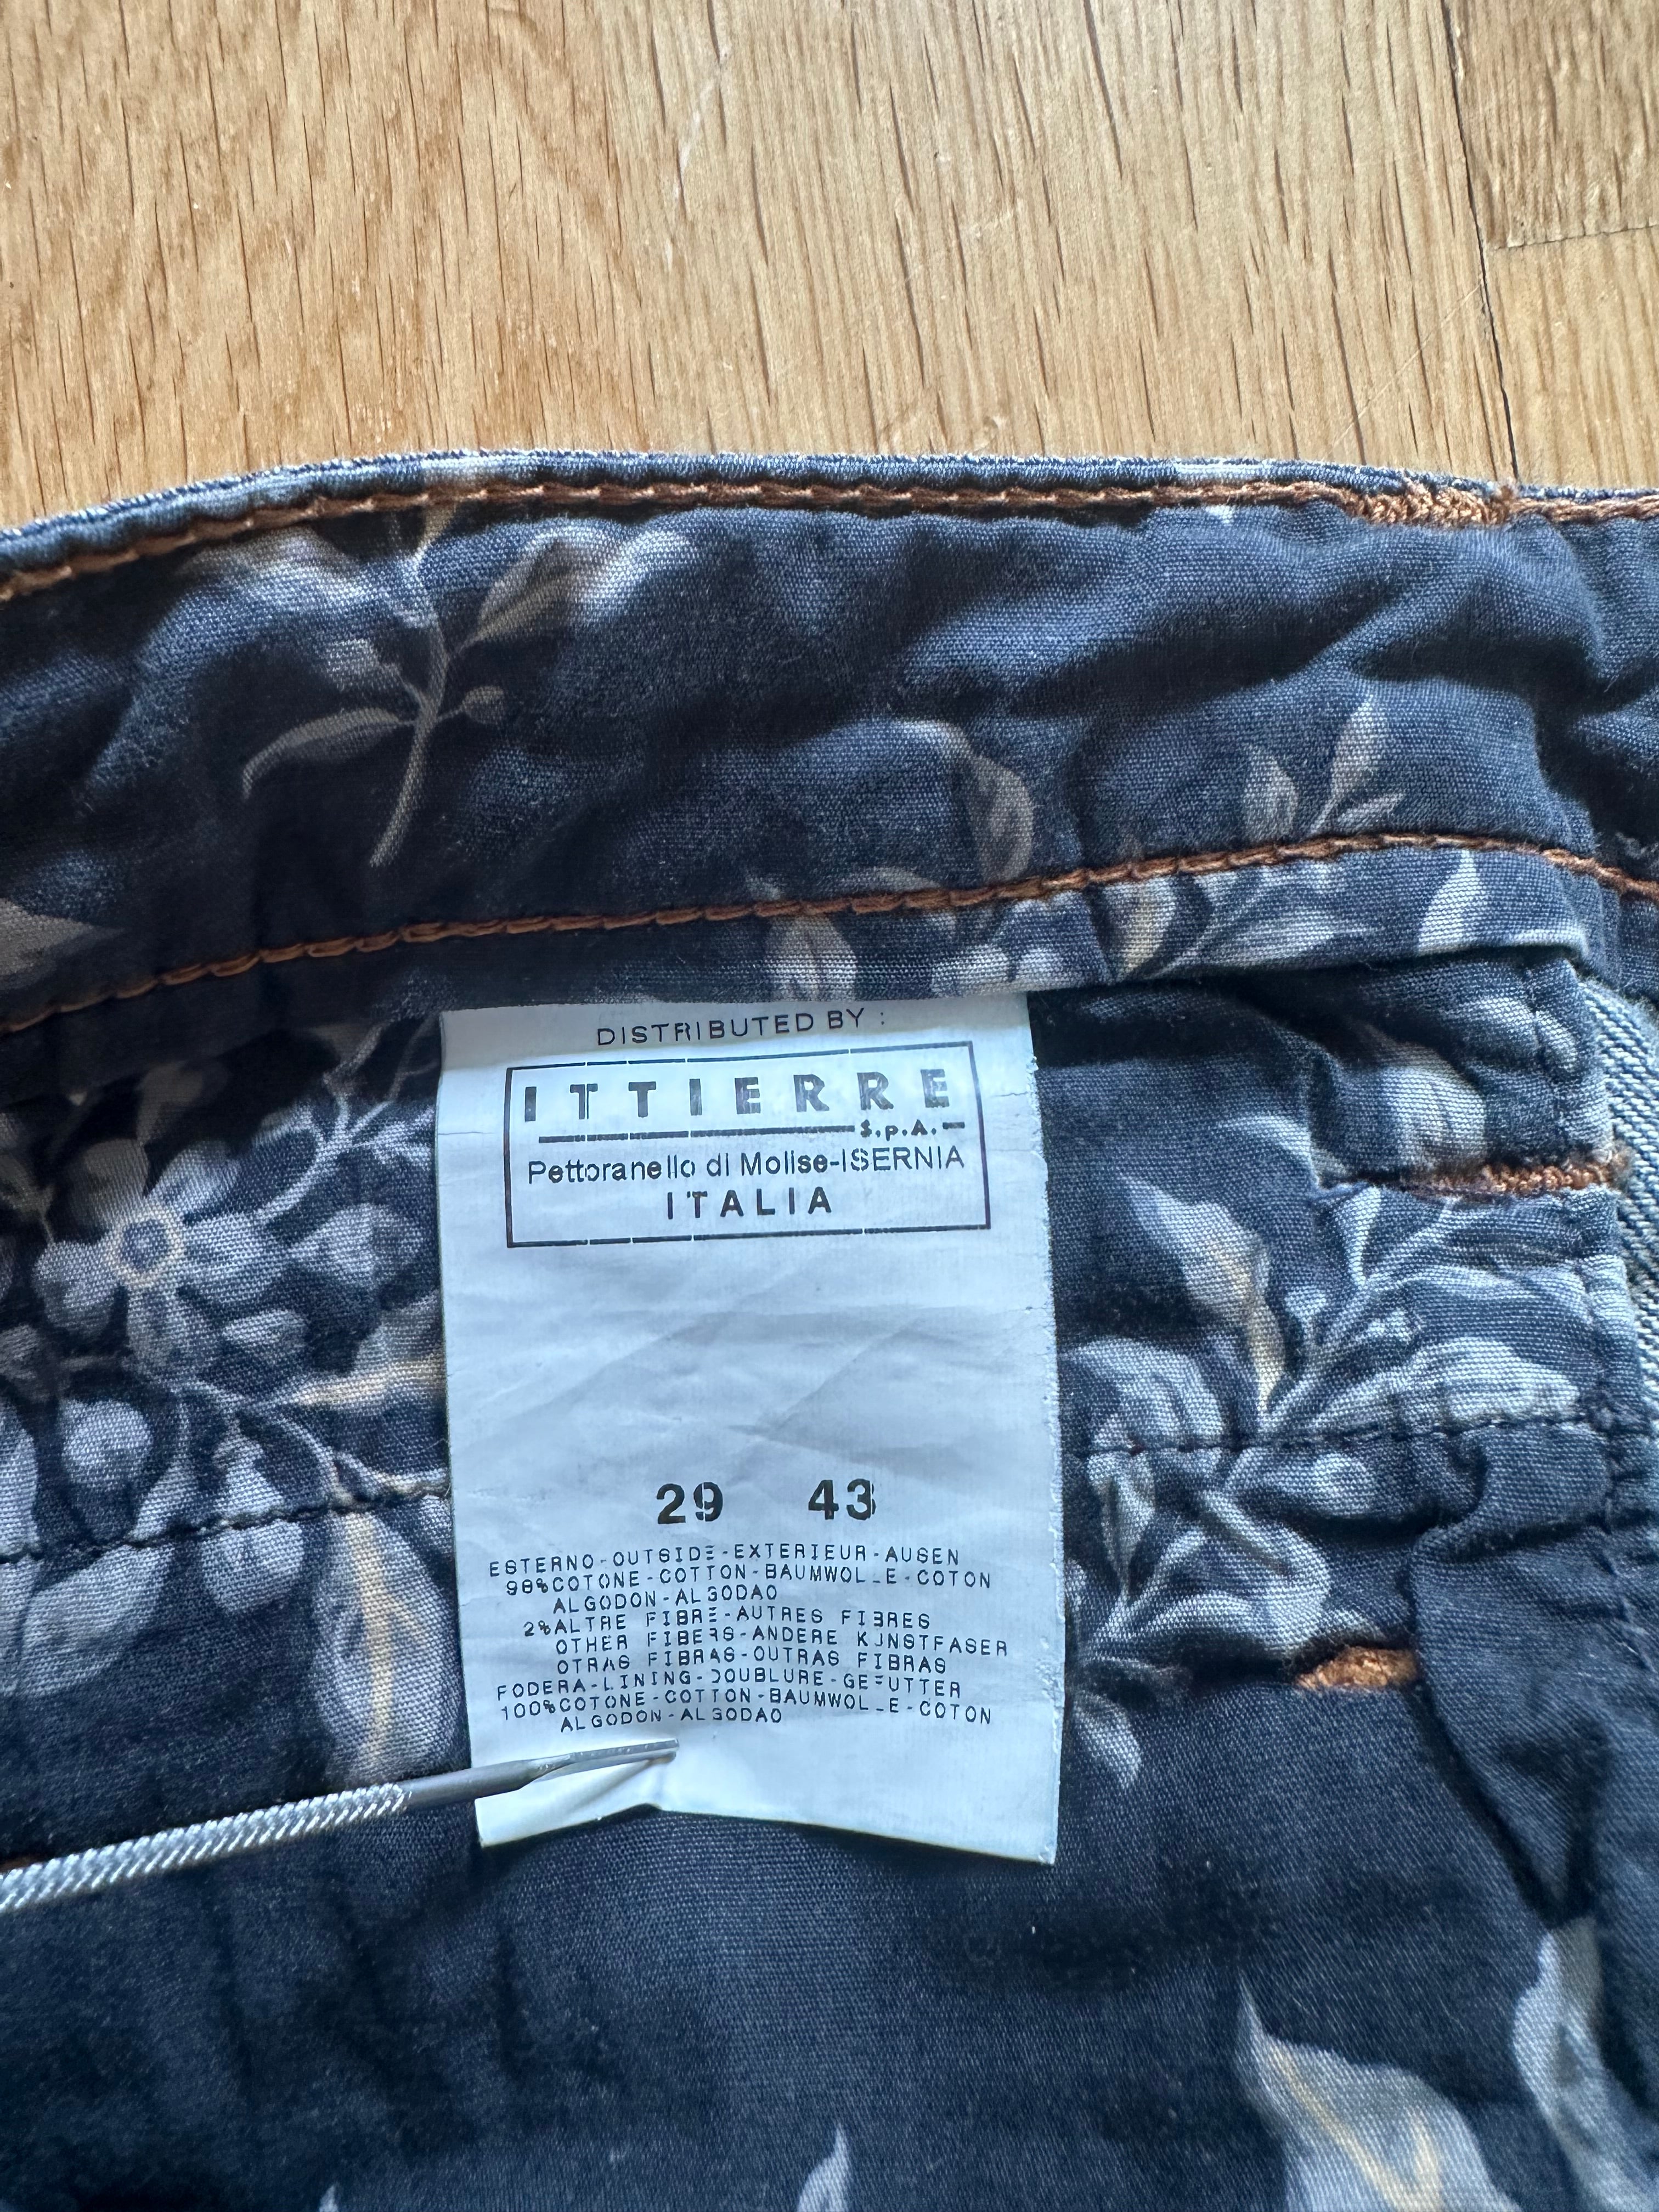 DISTRIBUTED BY :
ITTIERRE
S.p.A.
Pettoranello di Molise-ISERNIA
ITALIA
29 43
ESTERNO-OUTSIDE-EXTERIEUR-AUSEN
98%COTONE-COTTON-BAUMWOLLE-COTON
ALGODON-ALGODAO
2%ALTRE FIBRE-AUTRES FIBRES
OTHER FIBERS-ANDERE KUNSTFASER
OTRAS FIBRAS-OUTRAS FIBRAS
FODERA-LINING-DOUBLURE-GEFUTTER
100%COTONE-COTTON-BAUMWOLLE-COTON
ALGODON-ALGODAO